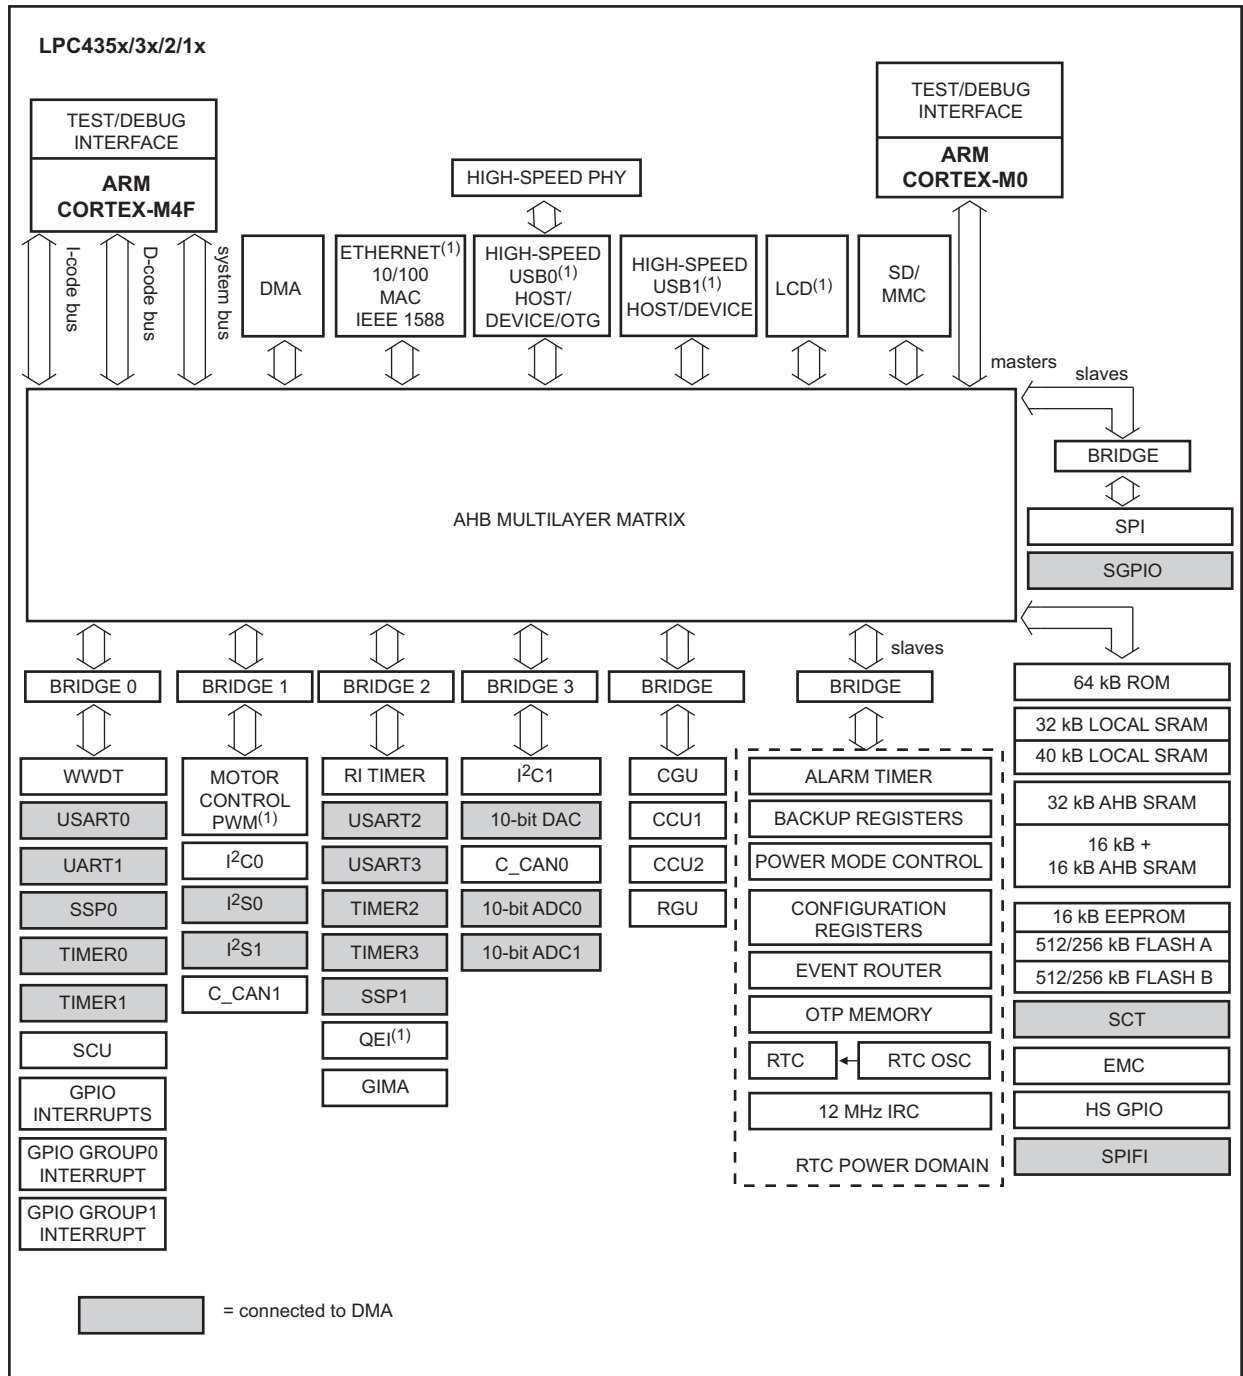 LPC435x/3x/2/1x
TEST/DEBUG
INTERFACE
ARM
CORTEX-M4F
TEST/DEBUG
INTERFACE
ARM
CORTEX-M0
HIGH-SPEED PHY
I-code bus
D-code bus
system bus
DMA
ETHERNET(1)
10/100
MAC
IEEE 1588
HIGH-SPEED
USB0(1)
HOST/
DEVICE/OTG
HIGH-SPEED
USB1(1)
HOST/DEVICE
LCD(1)
SD/
MMC
masters
slaves
BRIDGE
SPI
SGPIO
AHB MULTILAYER MATRIX
slaves
BRIDGE 0
BRIDGE 1
BRIDGE 2
BRIDGE 3
BRIDGE
BRIDGE
WWDT
USART0
UART1
SSP0
TIMER0
TIMER1
SCU
GPIO
INTERRUPTS
GPIO GROUP0
INTERRUPT
GPIO GROUP1
INTERRUPT
MOTOR
CONTROL
PWM(1)
I2C0
I2S0
I2S1
C_CAN1
RI TIMER
USART2
USART3
TIMER2
TIMER3
SSP1
QEI(1)
GIMA
I2C1
10-bit DAC
C_CAN0
10-bit ADC0
10-bit ADC1
CGU
CCU1
CCU2
RGU
ALARM TIMER
BACKUP REGISTERS
POWER MODE CONTROL
CONFIGURATION
REGISTERS
EVENT ROUTER
OTP MEMORY
RTC
RTC OSC
12 MHz IRC
RTC POWER DOMAIN
64 kB ROM
32 kB LOCAL SRAM
40 kB LOCAL SRAM
32 kB AHB SRAM
16 kB +
16 kB AHB SRAM
16 kB EEPROM
512/256 kB FLASH A
512/256 kB FLASH B
SCT
EMC
HS GPIO
SPIFI
= connected to DMA